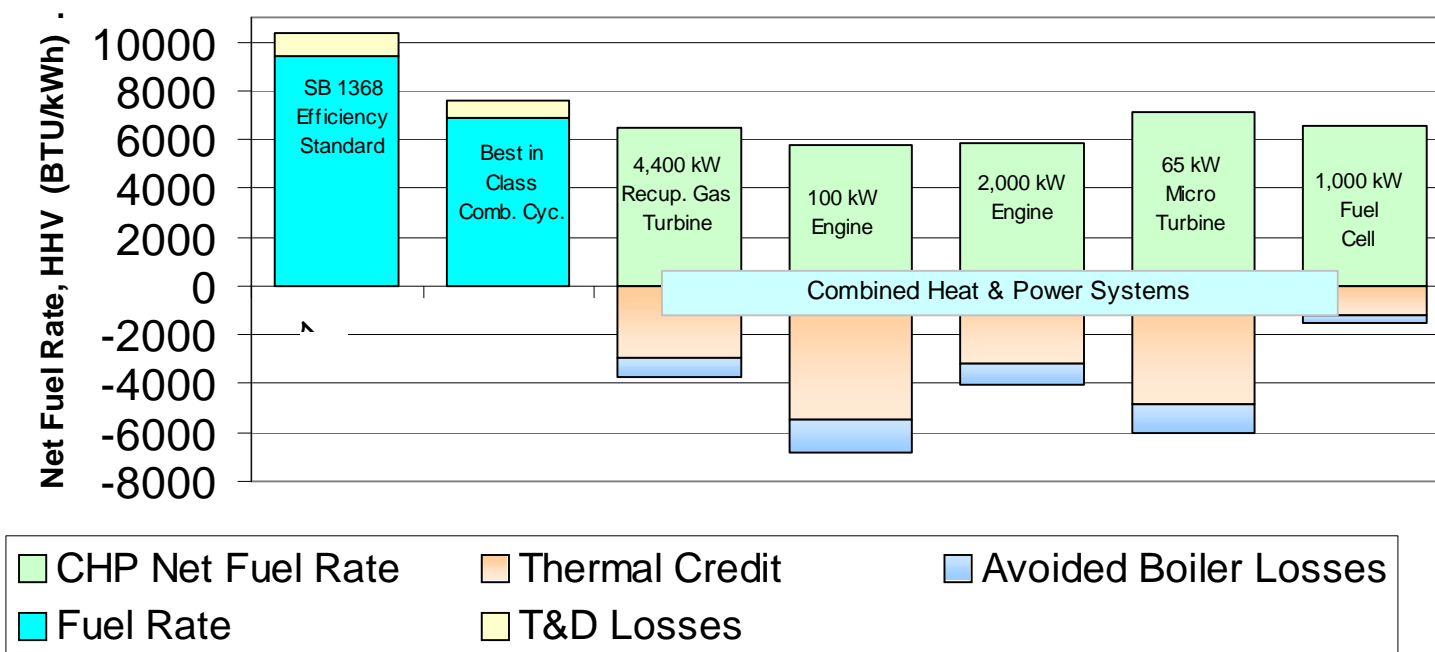 Net Fuel Rate, HHV (BTU/kWh) .
10000
8000
6000
4000
2000
0
-2000
-4000
-6000
-8000
SB 1368
Efficiency
Standard
Best in
Class
Comb. Cyc.
4,400 kW
Recup. Gas
Turbine
100 kW
Engine
2,000 kW
Engine
65 kW
Micro
Turbine
1,000 kW
Fuel
Cell
Combined Heat & Power Systems
CHP Net Fuel Rate
Thermal Credit
Avoided Boiler Losses
Fuel Rate
T&D Losses